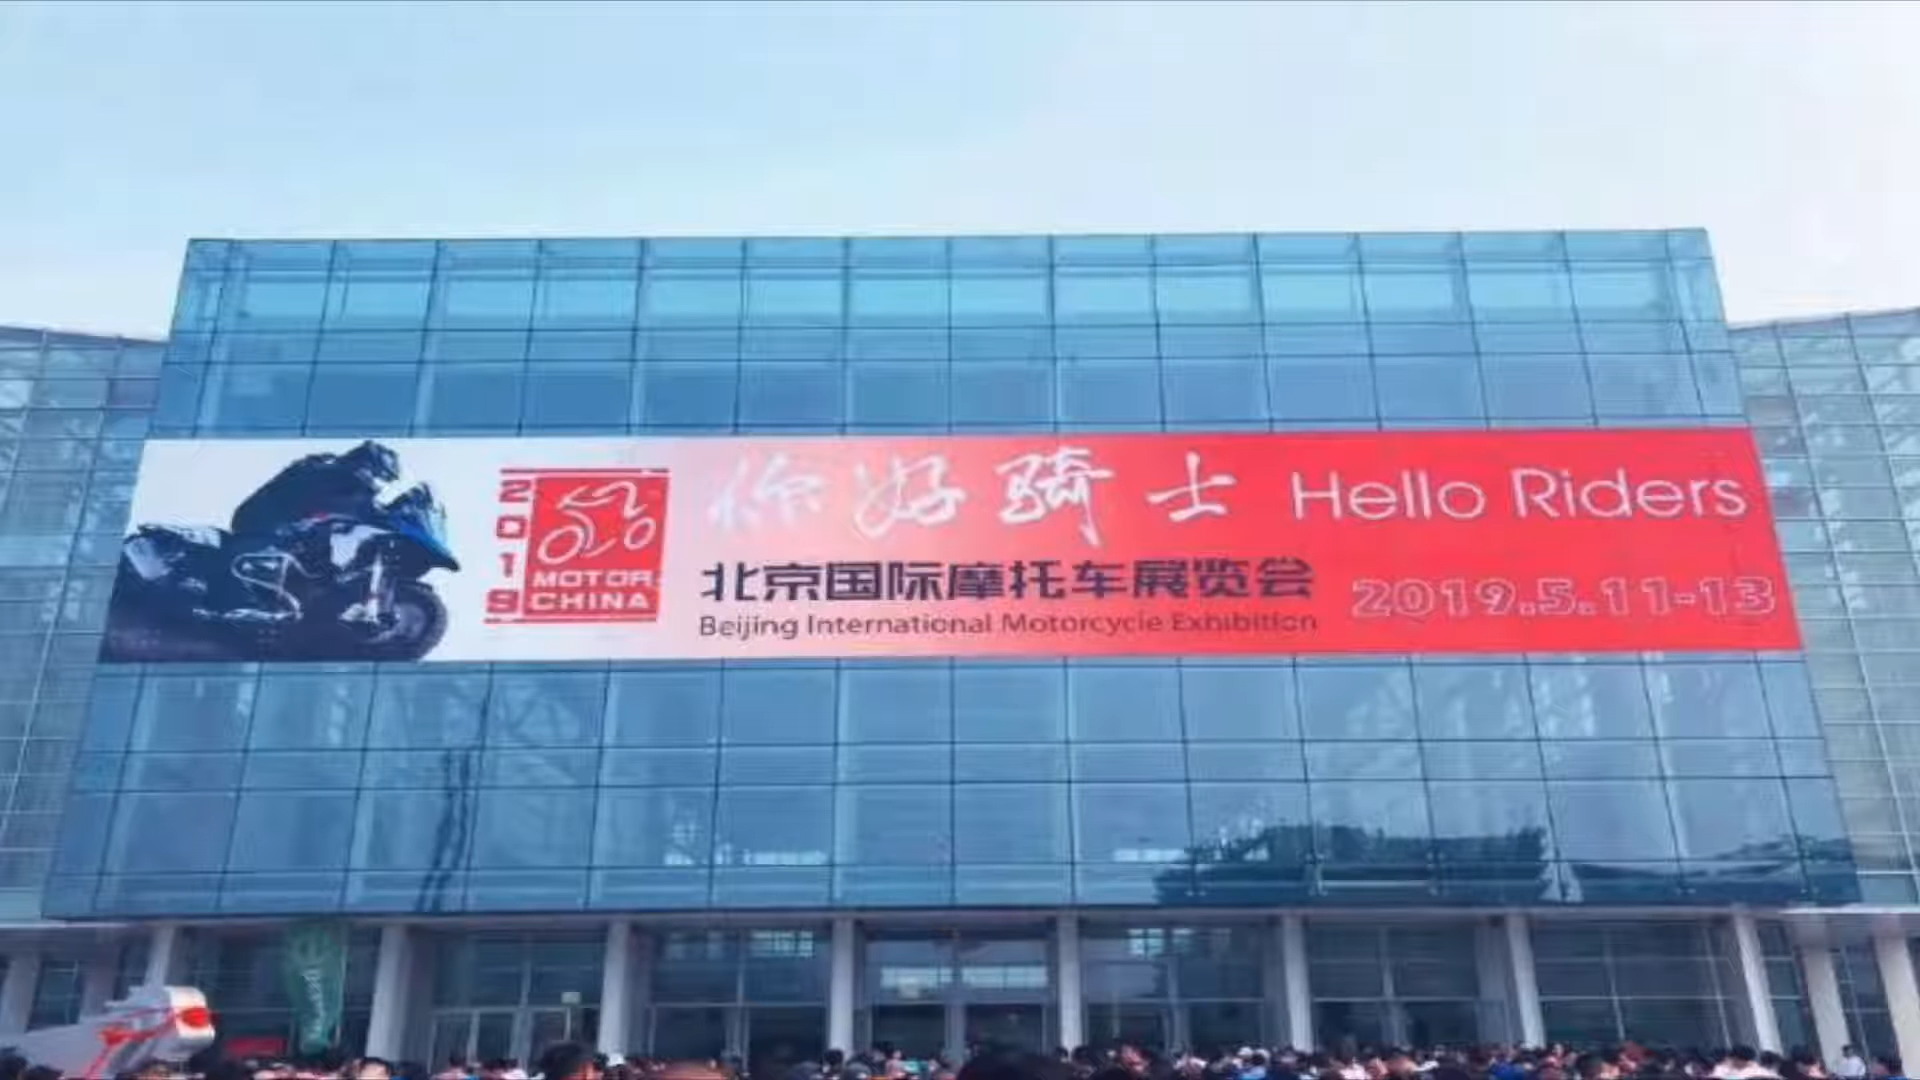 2019
MOTOR
CHINA
你好骑士 Hello Riders
北京国际摩托车展览会
Beijing International Motorcycle Exhibition
2019.5.11-13